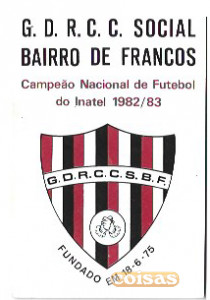 G. D. R. C. C. SOCIAL
BAIRRO DE FRANCOS
Campeão Nacional de Futebol
do Inatel 1982/83
G.D.R.C.C.S.B.F.
FUNDADO EM 18-6-75
coisas